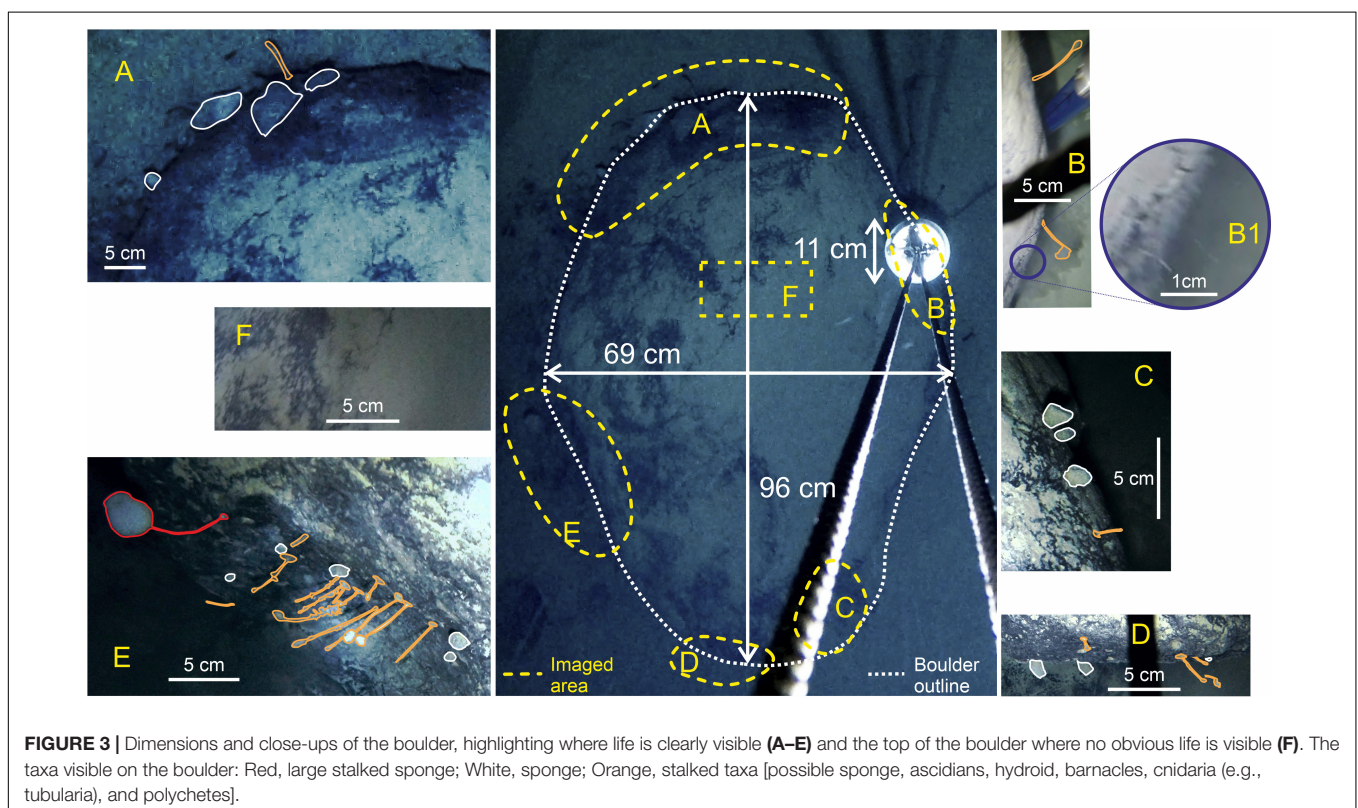 A
5 cm
F
5 cm
E
5 cm
A
11 cm
F
B
69 cm
96 cm
E
C
D
Imaged
area
Boulder
outline
B
5 cm
B1
1cm
C
5 cm
D
5 cm
FIGURE 3 | Dimensions and close-ups of the boulder, highlighting where life is clearly visible (A–E) and the top of the boulder where no obvious life is visible (F). The
taxa visible on the boulder: Red, large stalked sponge; White, sponge; Orange, stalked taxa [possible sponge, ascidians, hydroid, barnacles, cnidaria (e.g.,
tubularia), and polychetes].